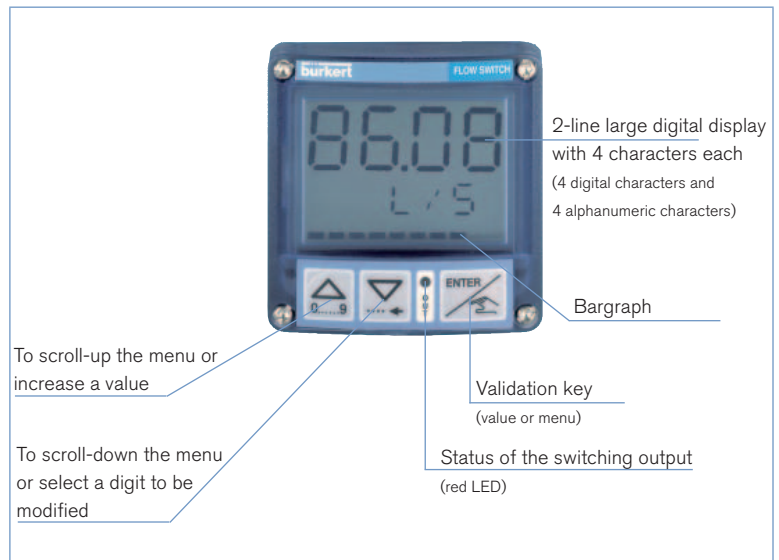 burkert
FLOW SWITCH
86.08
L/S
0......9
....
OUT
ENTER
2-line large digital display
with 4 characters each
(4 digital characters and
4 alphanumeric characters)
Bargraph
To scroll-up the menu or
increase a value
Validation key
(value or menu)
To scroll-down the menu
or select a digit to be
modified
Status of the switching output
(red LED)